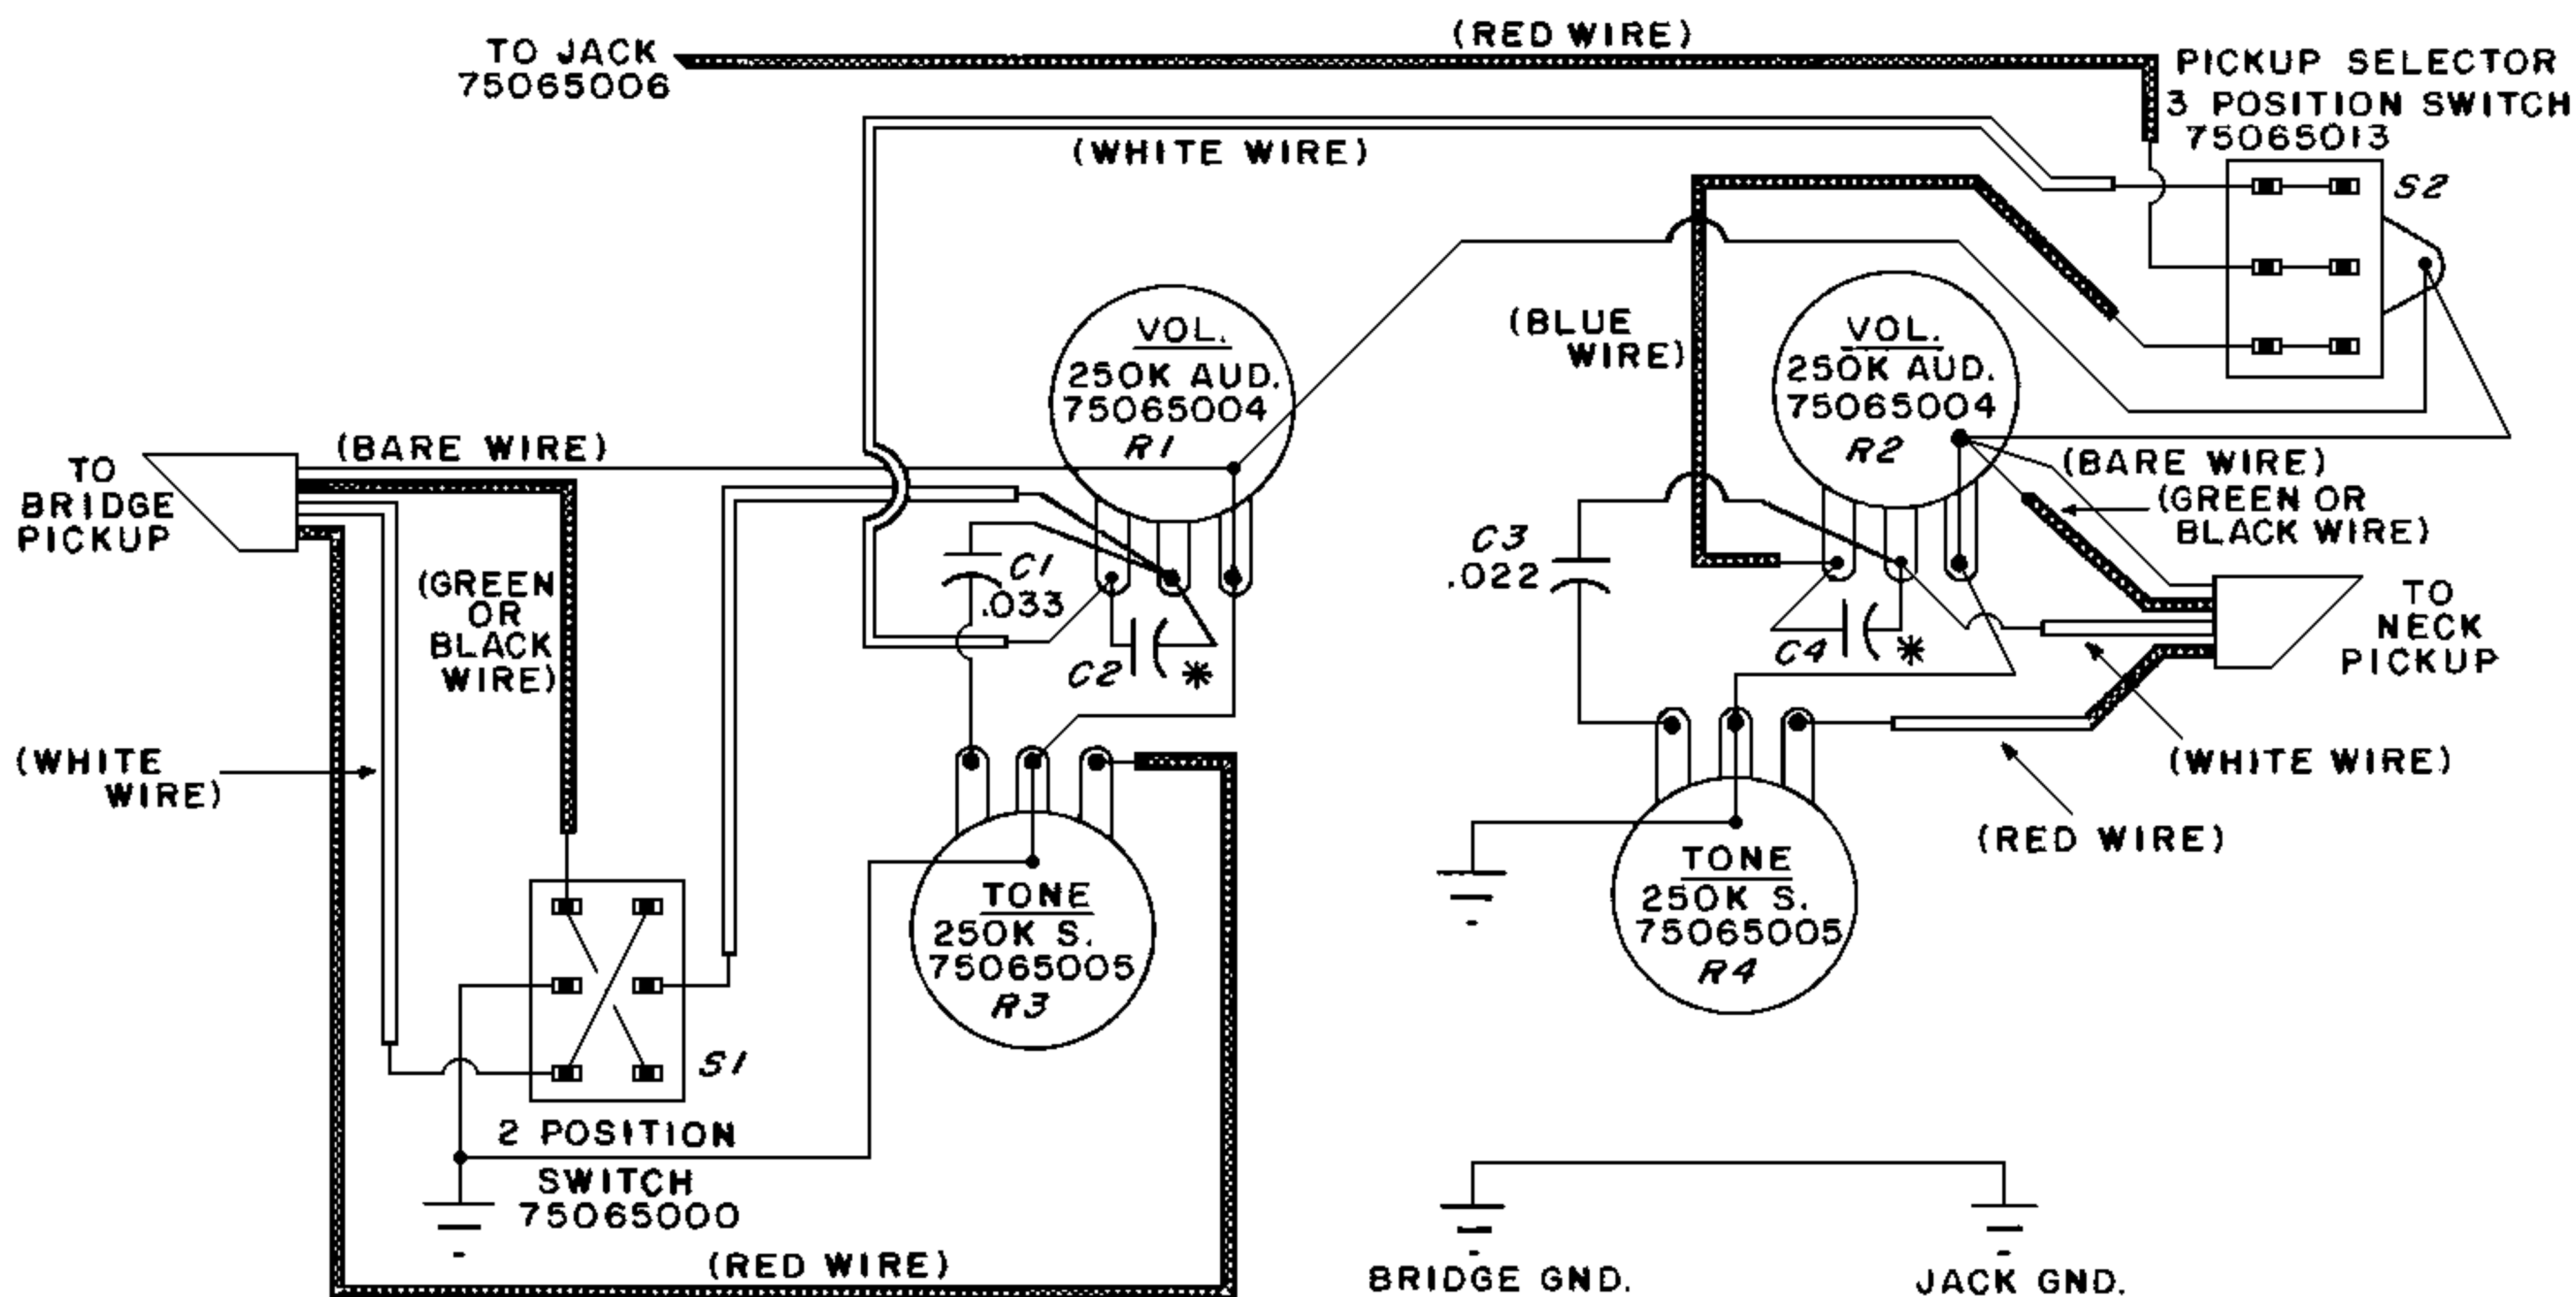 (RED WIRE)
TO JACK
75065006
PICKUP SELECTOR
3 POSITION SWITCH
75065013
(WHITE WIRE)
S2
VOL.
250K AUD.
75065004
R1
(BLUE
WIRE)
VOL.
250K AUD.
75065004
R2
TO
BRIDGE
PICKUP
(BARE WIRE)
(BARE WIRE)
(GREEN OR
BLACK WIRE)
(GREEN
OR
BLACK
WIRE)
C1
.033
C2 *
C3
.022
C4 *
TO
NECK
PICKUP
(WHITE
WIRE)
(WHITE WIRE)
(RED WIRE)
TONE
250K S.
75065005
R3
TONE
250K S.
75065005
R4
S1
2 POSITION
SWITCH
75065000
(RED WIRE)
BRIDGE GND.
JACK GND.